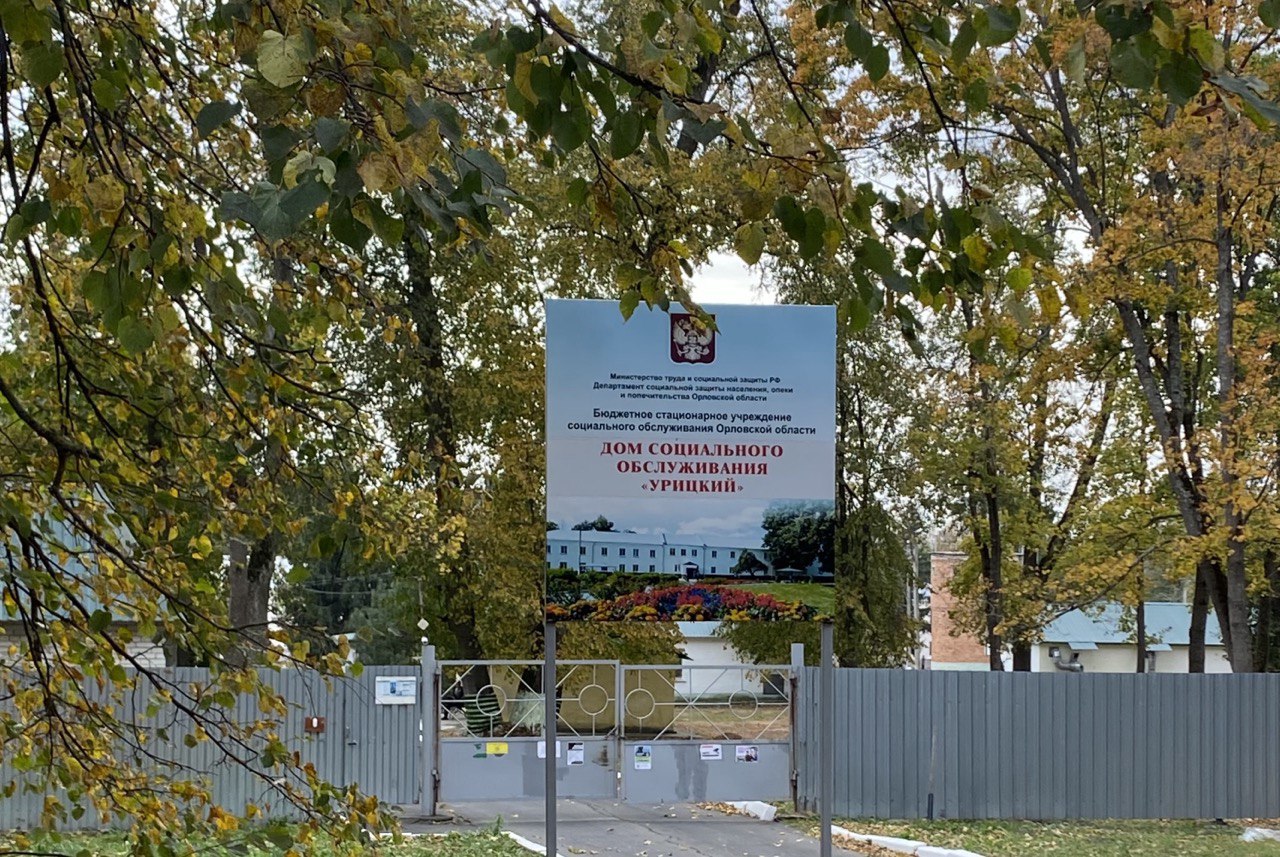 Министерство труда и социальной защиты РФ
Департамент социальной защиты населения, опеки
и попечительства Орловской области
Бюджетное стационарное учреждение
социального обслуживания Орловской области
ДОМ СОЦИАЛЬНОГО
ОБСЛУЖИВАНИЯ
«УРИЦКИЙ»